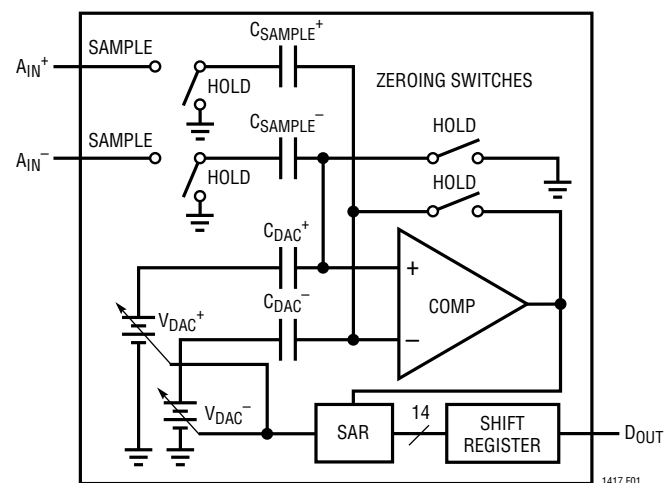 C_SAMPLE⁺
SAMPLE
A_IN⁺
ZEROING SWITCHES
HOLD
C_SAMPLE⁻
SAMPLE
HOLD
A_IN⁻
HOLD
HOLD
C_DAC⁺
+
COMP
C_DAC⁻
V_DAC⁺
−
V_DAC⁻
14
SAR
SHIFT
REGISTER
D_OUT
1417 F01